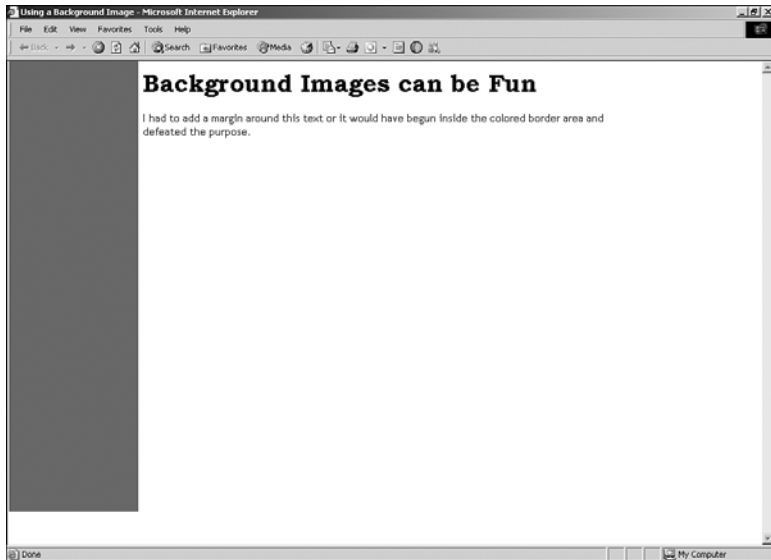 Using a Background Image - Microsoft Internet Explorer
File Edit View Favorites Tools Help
Back Search Favorites Media
Background Images can be Fun
I had to add a margin around this text or it would have begun inside the colored border area and
defeated the purpose.
Done My Computer